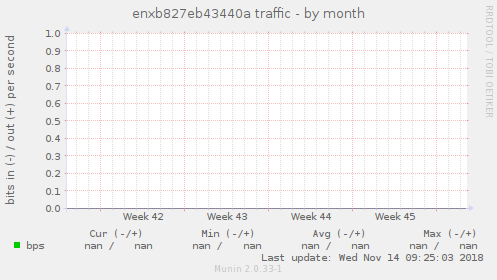 enxb827eb43440a traffic - by month
RRDTOOL / TOBI OETIKER
bits in (-) / out (+) per second
1.0
0.9
0.8
0.7
0.6
0.5
0.4
0.3
0.2
0.1
0.0
Week 42 Week 43 Week 44 Week 45
Cur (-/+) Min (-/+) Avg (-/+) Max (-/+)
bps nan / nan nan / nan nan / nan nan / nan
Last update: Wed Nov 14 09:25:03 2018
Munin 2.0.33-1